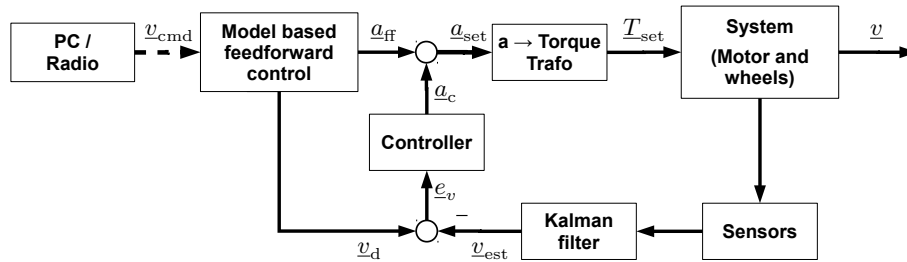 PC /
Radio
v_cmd
Model based
feedforward
control
a_ff
a_set
a → Torque
Trafo
T_set
System
(Motor and
wheels)
v
a_c
Controller
e_v
−
v_d
v_est
Kalman
filter
Sensors